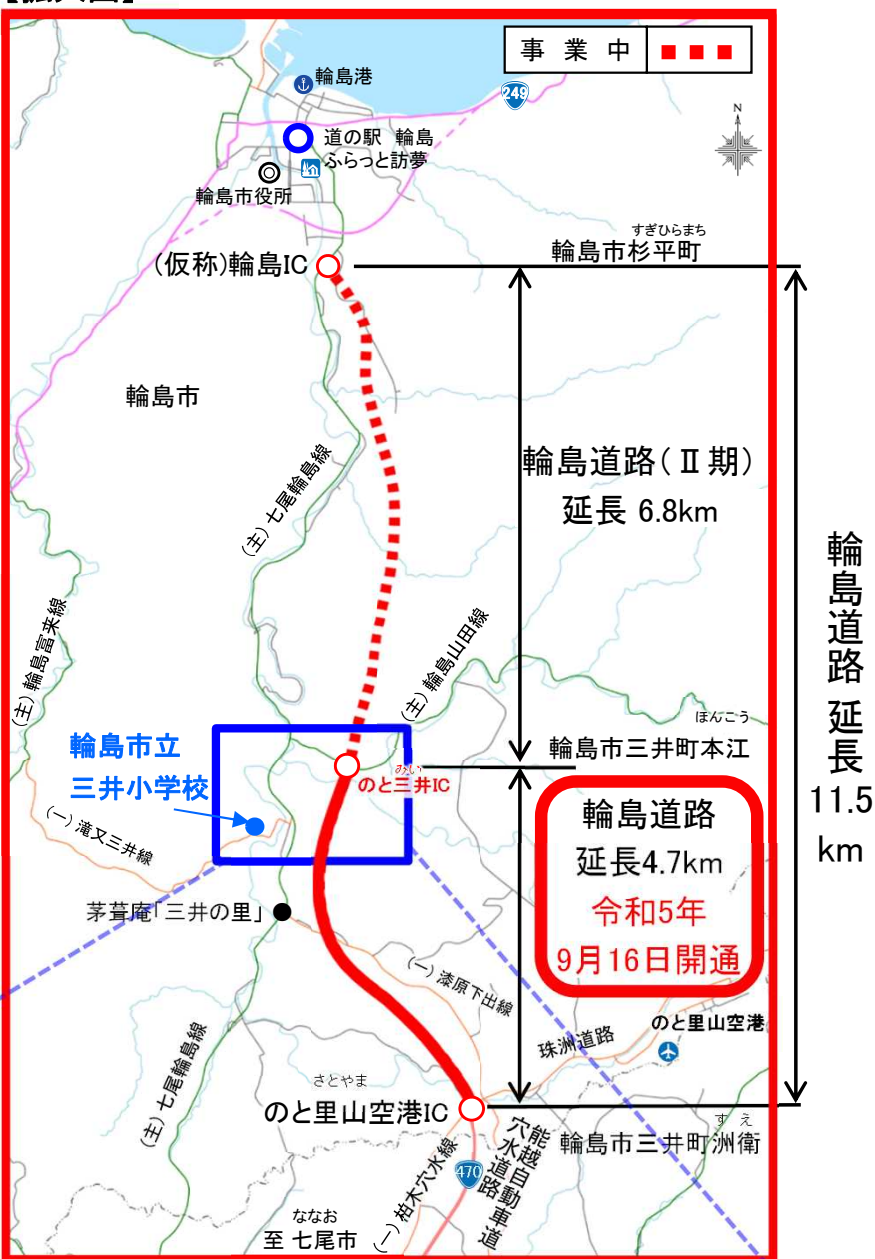 事業中
輪島港
249
N
道の駅 輪島
ふらっと訪夢
輪島市役所
すぎひらまち
輪島市杉平町
(仮称)輪島IC
輪島市
輪島道路(Ⅱ期)
延長 6.8km
(主)七尾輪島線
輪島道路 延長 11.5km
(主)輪島富来線
(主)輪島山田線
ほんこう
輪島市三井町本江
輪島市立
三井小学校
みい
のと三井IC
(一)滝又三井線
輪島道路
延長4.7km
令和5年
9月16日開通
茅葺庵「三井の里」
(一)漆原下出線
のと里山空港
珠洲道路
(主)七尾輪島線
さとやま
のと里山空港IC
すえ
輪島市三井町洲衛
能越自動車道
穴水道路
470
(一)柏木穴水線
ななお
至 七尾市